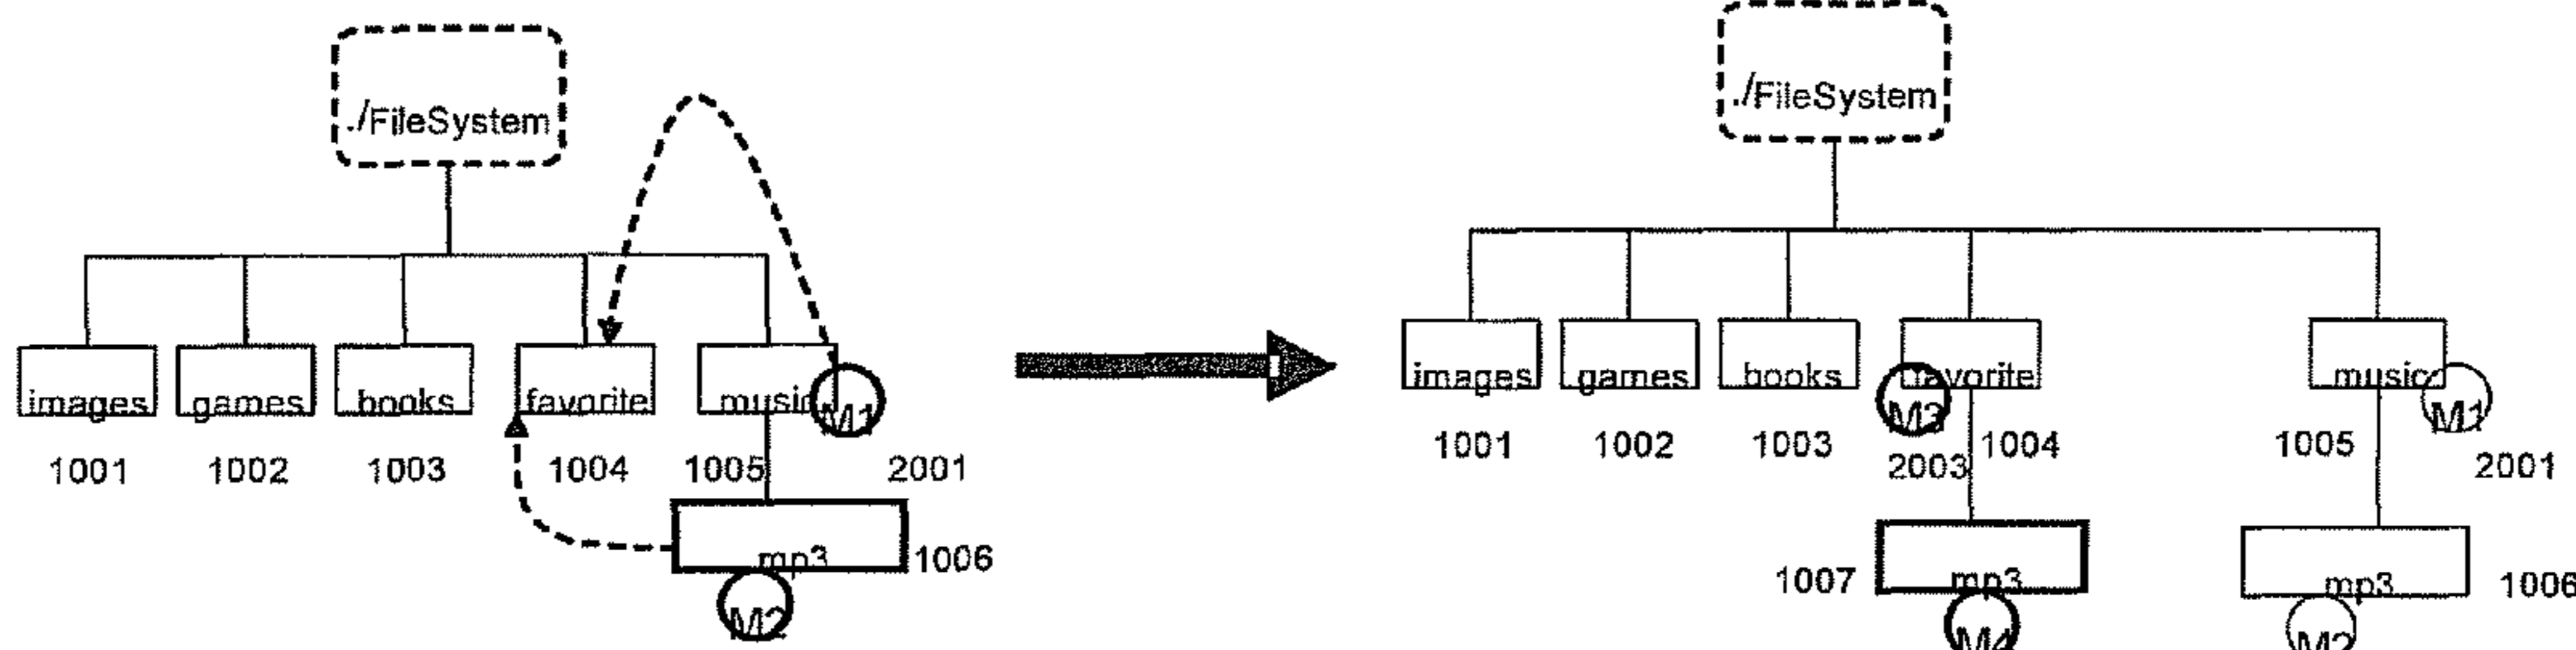 ./FileSystem
images
games
books
favorite
music
M1
1001
1002
1003
1004
1005
2001
mp3
1006
M2
./FileSystem
images
games
books
favorite
music
M3
M1
1001
1002
1003
1004
1005
2003
2001
1007
mp3
mp3
1006
M4
M2